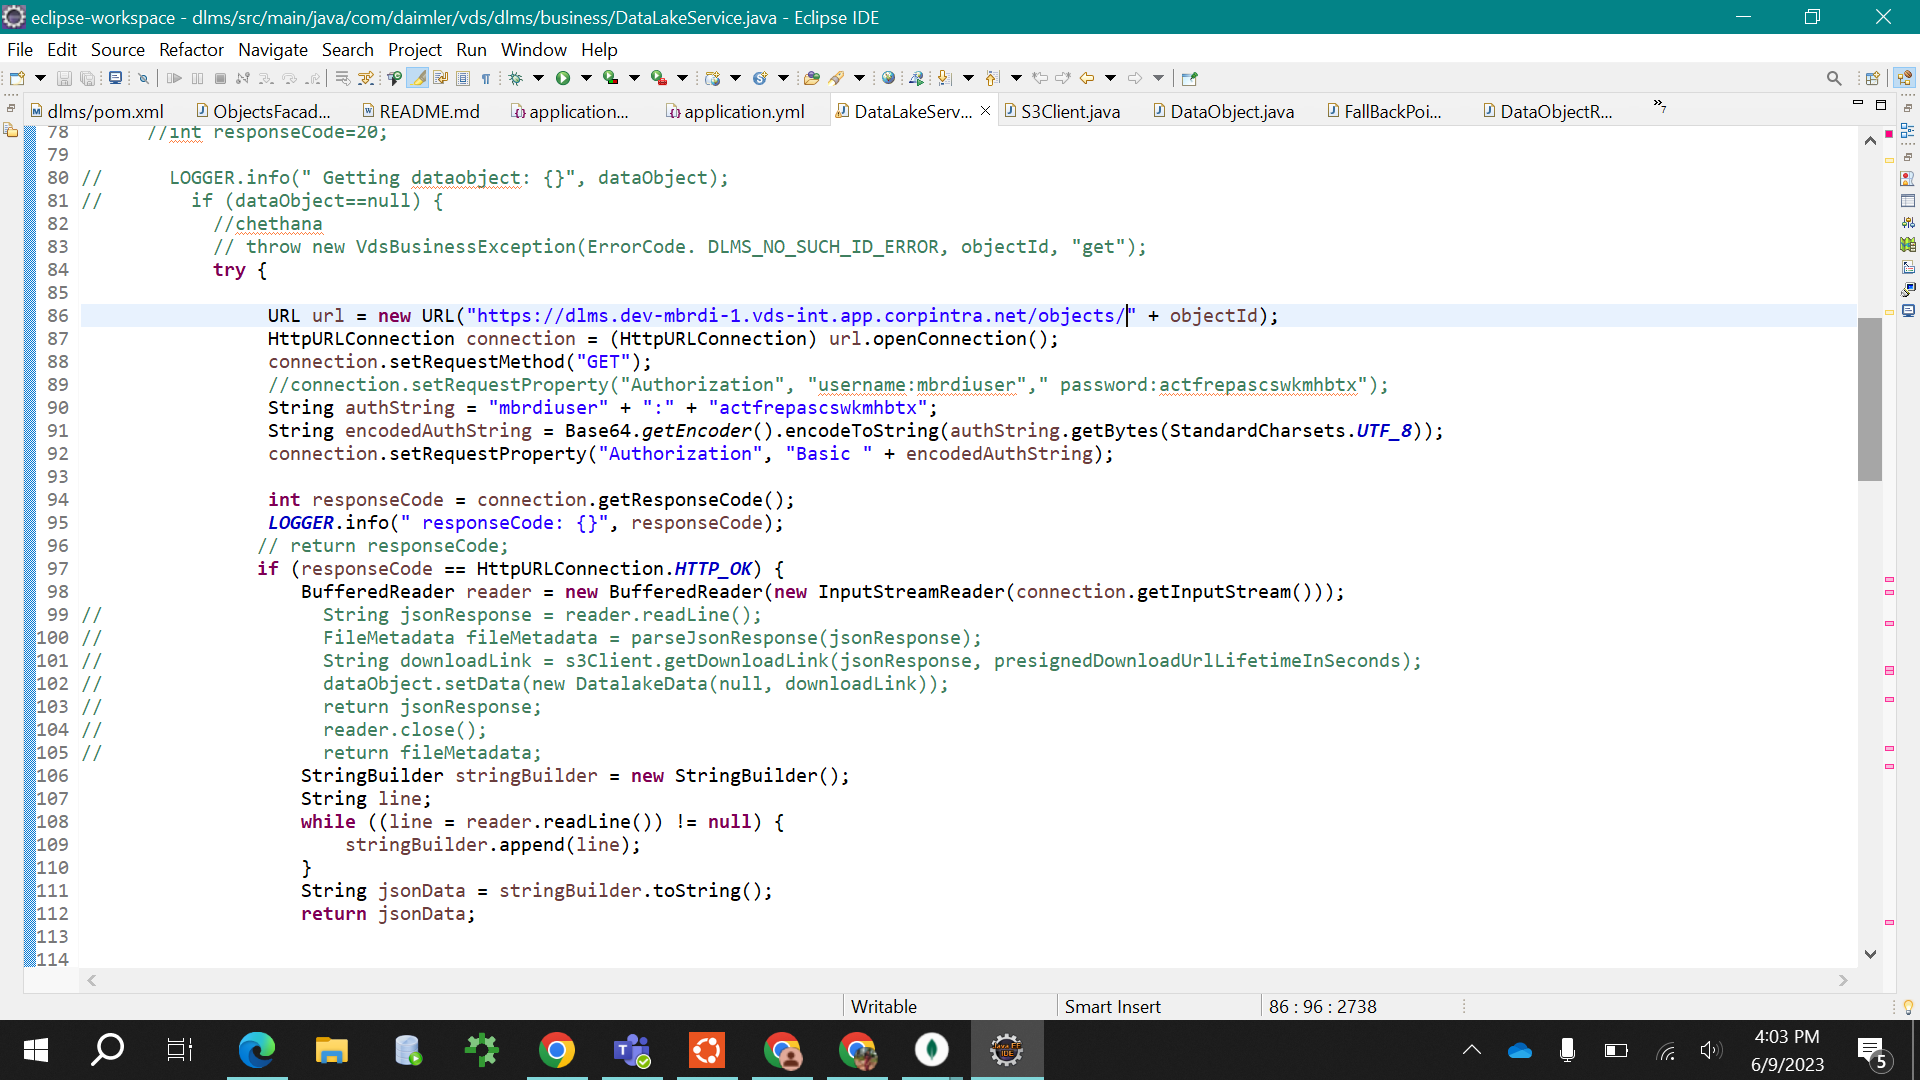 eclipse-workspace - dlms/src/main/java/com/daimler/vds/dlms/business/DataLakeService.java - Eclipse IDE
File Edit Source Refactor Navigate Search Project Run Window Help
dlms/pom.xml ObjectsFacad... README.md application... application.yml DataLakeServ... S3Client.java DataObject.java FallBackPoi... DataObjectR... »7
78 //int responseCode=20;
79
80 // LOGGER.info(" Getting dataobject: {}", dataObject);
81 // if (dataObject==null) {
82 //chethana
83 // throw new VdsBusinessException(ErrorCode. DLMS_NO_SUCH_ID_ERROR, objectId, "get");
84 try {
85
86 URL url = new URL("https://dlms.dev-mbrdi-1.vds-int.app.corpintra.net/objects/" + objectId);
87 HttpURLConnection connection = (HttpURLConnection) url.openConnection();
88 connection.setRequestMethod("GET");
89 //connection.setRequestProperty("Authorization", "username:mbrdiuser"," password:actfrepascswkmhbtx");
90 String authString = "mbrdiuser" + ":" + "actfrepascswkmhbtx";
91 String encodedAuthString = Base64.getEncoder().encodeToString(authString.getBytes(StandardCharsets.UTF_8));
92 connection.setRequestProperty("Authorization", "Basic " + encodedAuthString);
93
94 int responseCode = connection.getResponseCode();
95 LOGGER.info(" responseCode: {}", responseCode);
96 // return responseCode;
97 if (responseCode == HttpURLConnection.HTTP_OK) {
98 BufferedReader reader = new BufferedReader(new InputStreamReader(connection.getInputStream()));
99 // String jsonResponse = reader.readLine();
100 // FileMetadata fileMetadata = parseJsonResponse(jsonResponse);
101 // String downloadLink = s3Client.getDownloadLink(jsonResponse, presignedDownloadUrlLifetimeInSeconds);
102 // dataObject.setData(new DatalakeData(null, downloadLink));
103 // return jsonResponse;
104 // reader.close();
105 // return fileMetadata;
106 StringBuilder stringBuilder = new StringBuilder();
107 String line;
108 while ((line = reader.readLine()) != null) {
109 stringBuilder.append(line);
110 }
111 String jsonData = stringBuilder.toString();
112 return jsonData;
113
114
Writable Smart Insert 86 : 96 : 2738
4:03 PM
6/9/2023
5